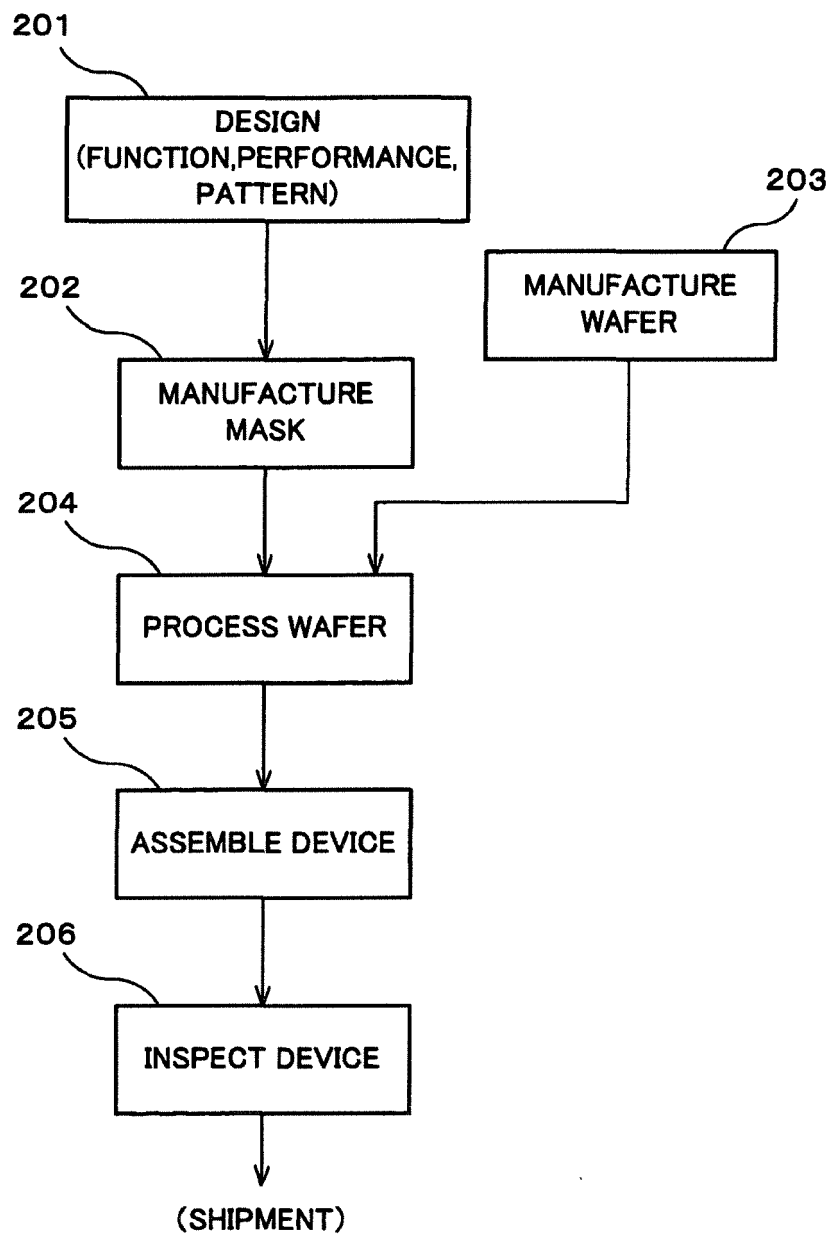 201
DESIGN
(FUNCTION,PERFORMANCE,
PATTERN)
203
MANUFACTURE
WAFER
202
MANUFACTURE
MASK
204
PROCESS WAFER
205
ASSEMBLE DEVICE
206
INSPECT DEVICE
(SHIPMENT)